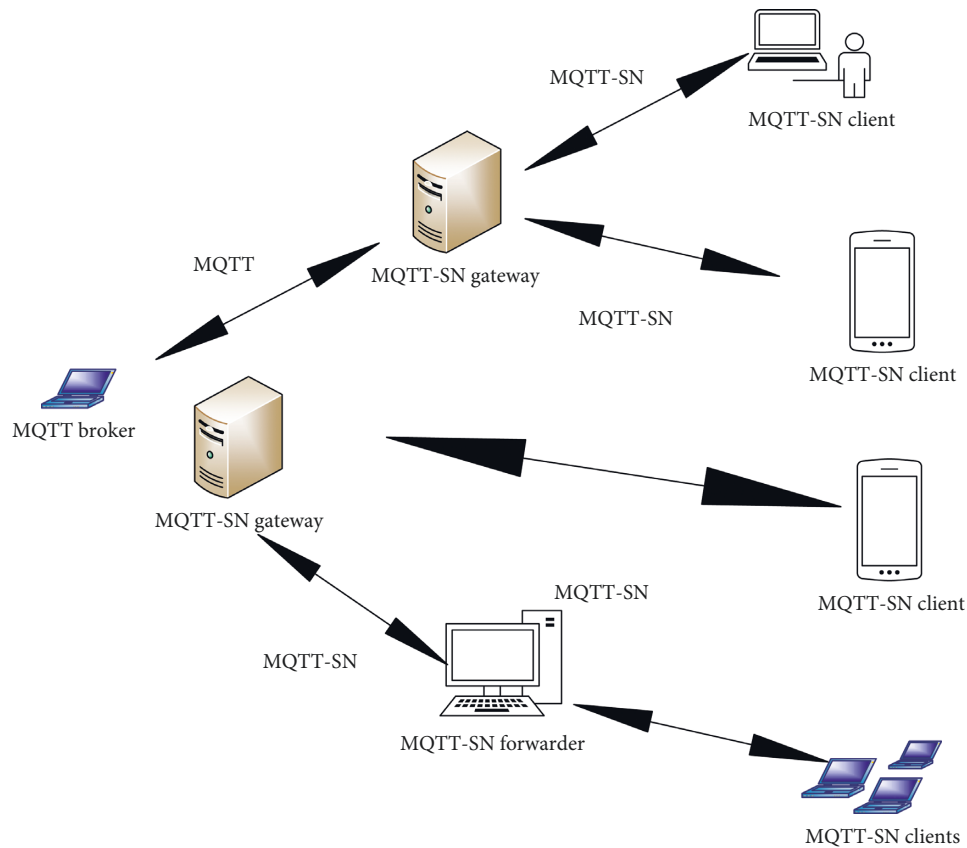 MQTT-SN
MQTT-SN client
MQTT
MQTT-SN gateway
MQTT-SN
MQTT-SN client
MQTT broker
MQTT-SN gateway
MQTT-SN
MQTT-SN client
MQTT-SN
MQTT-SN forwarder
MQTT-SN clients